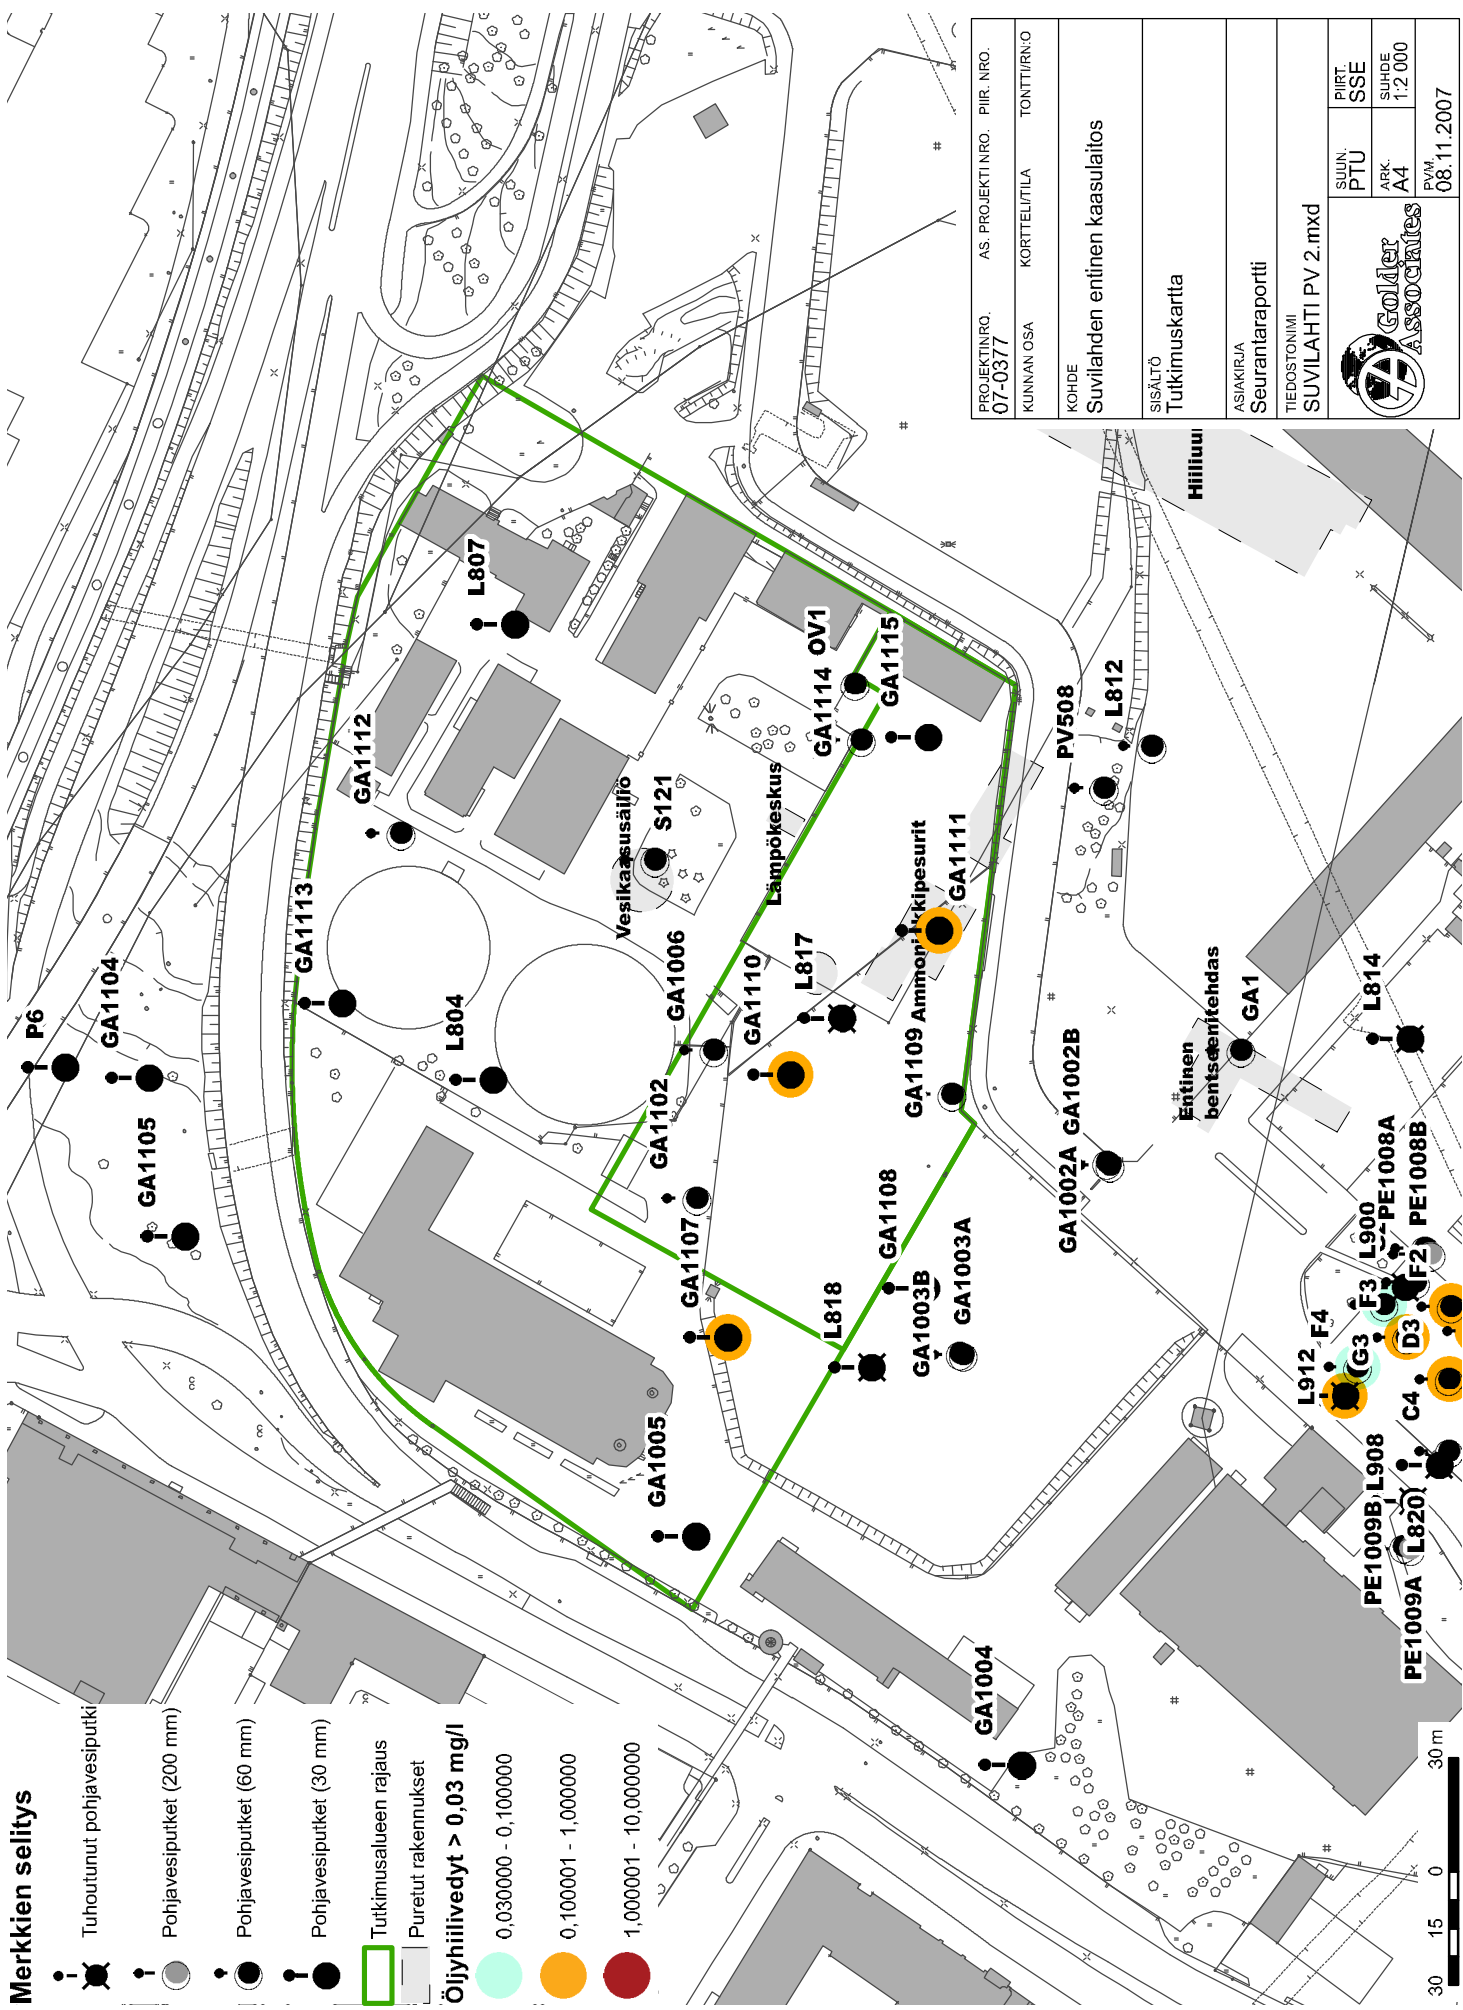 Merkkien selitys
Tuhoutunut pohjavesiputki
Pohjavesiputket (200 mm)
Pohjavesiputket (60 mm)
Pohjavesiputket (30 mm)
Tutkimusalueen rajaus
Puretut rakennukset
Öljyhiilivedyt > 0,03 mg/l
0,030000 - 0,100000
0,100001 - 1,000000
1,000001 - 10,000000
P6
GA1104
GA1105
GA1113
GA1112
L807
L804
Vesikaasusäiliö
S121
Lämpökeskus
GA1114
OV1
GA1115
GA1006
GA1110
L817
GA1102
GA1107
Ammoniakkipesurit
GA1111
GA1109
GA1108
L818
GA1003B
GA1003A
GA1005
GA1004
PV508
L812
GA1002A
GA1002B
Entinen
bentseenitehdas
GA1
L814
PE1008A
PE1008B
L900
F2
F3
F4
G3
D3
C4
L912
L908
PE1009B
L820
PE1009A
30
15
0
30 m
PROJEKTINRO.
07-0377
AS. PROJEKTI NRO.
PIIR. NRO.
KUNNAN OSA
KORTTELI/TILA
TONTTI/RN:O
KOHDE
Suvilahden entinen kaasulaitos
SISÄLTÖ
Tutkimuskartta
ASIAKIRJA
Seurantaraportti
TIEDOSTONIMI
SUVILAHTI PV 2.mxd
Golder
Associates
SUUN.
PTU
PIIRT.
SSE
ARK.
A4
SUHDE
1:2 000
PVM.
08.11.2007